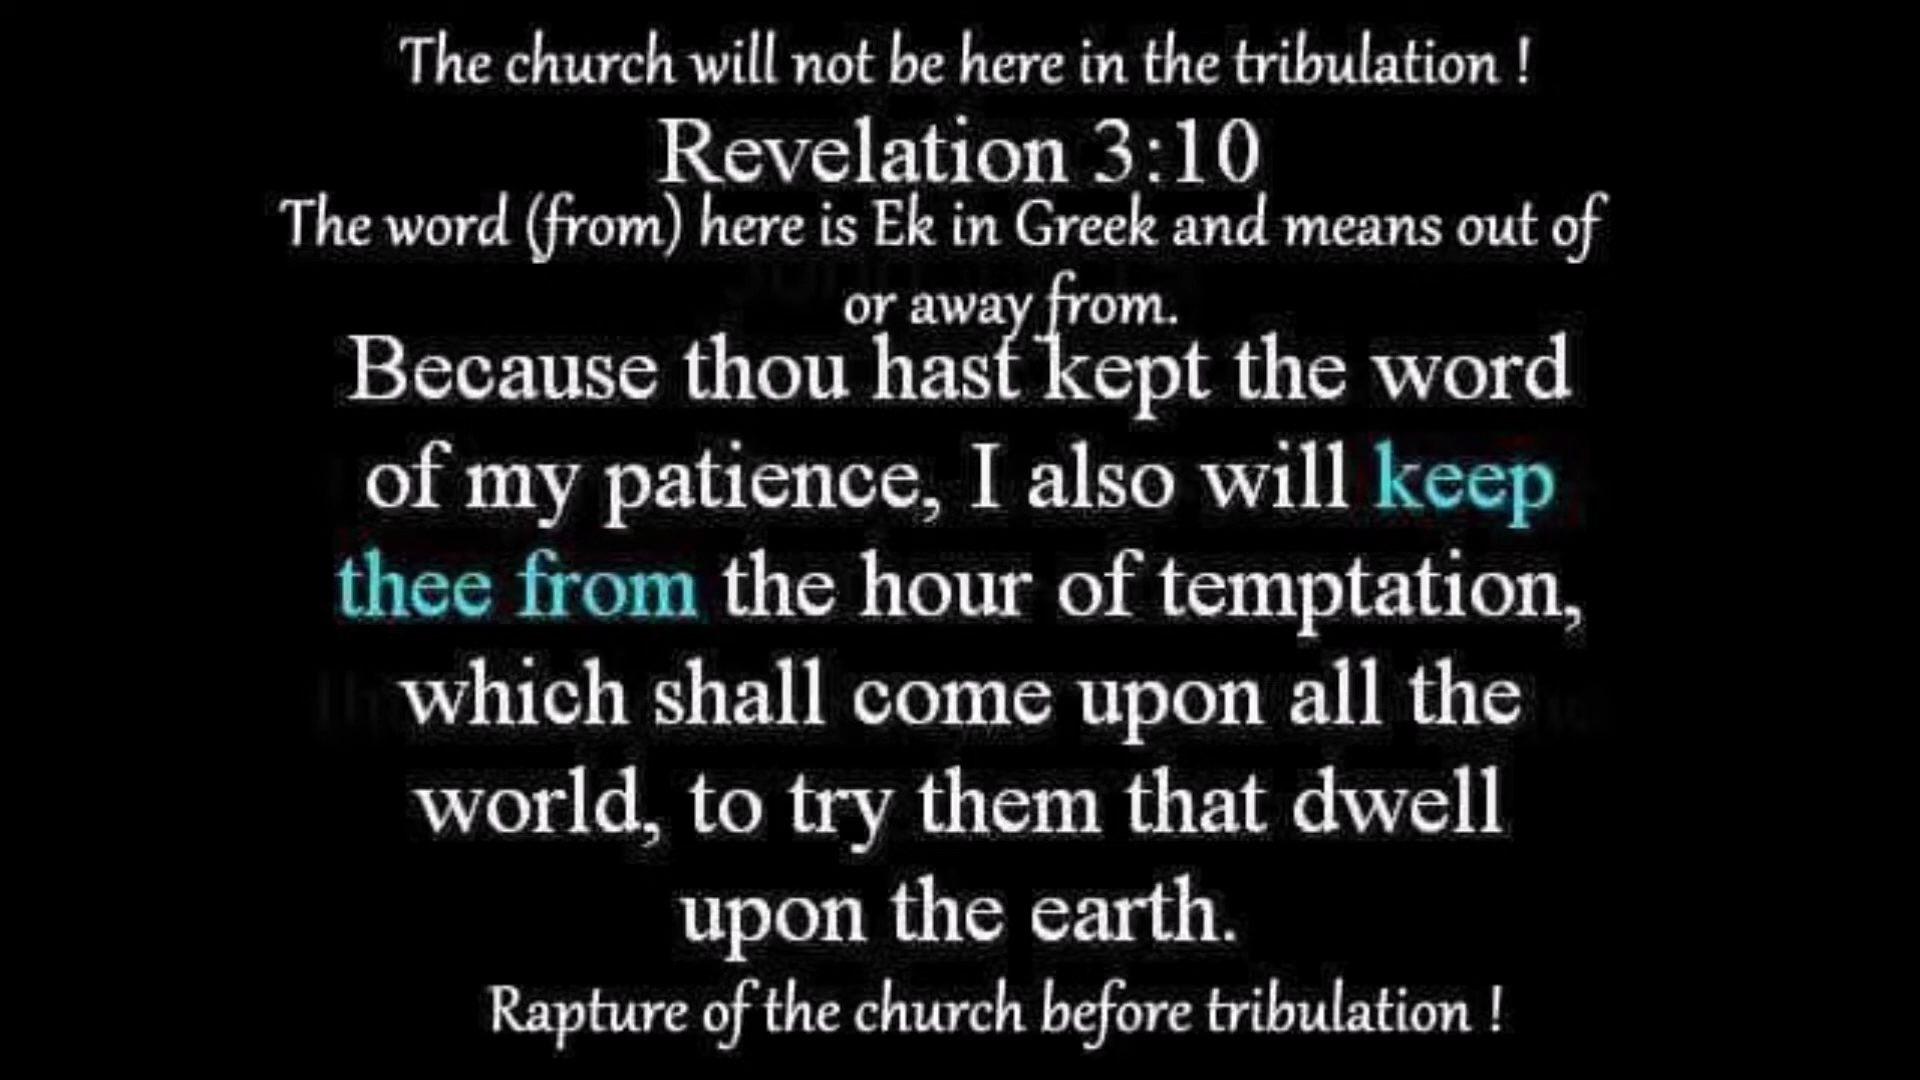 The church will not be here in the tribulation !
Revelation 3:10
The word (from) here is Ek in Greek and means out of
or away from.
Because thou hast kept the word
of my patience, I also will keep
thee from the hour of temptation,
which shall come upon all the
world, to try them that dwell
upon the earth.
Rapture of the church before tribulation !